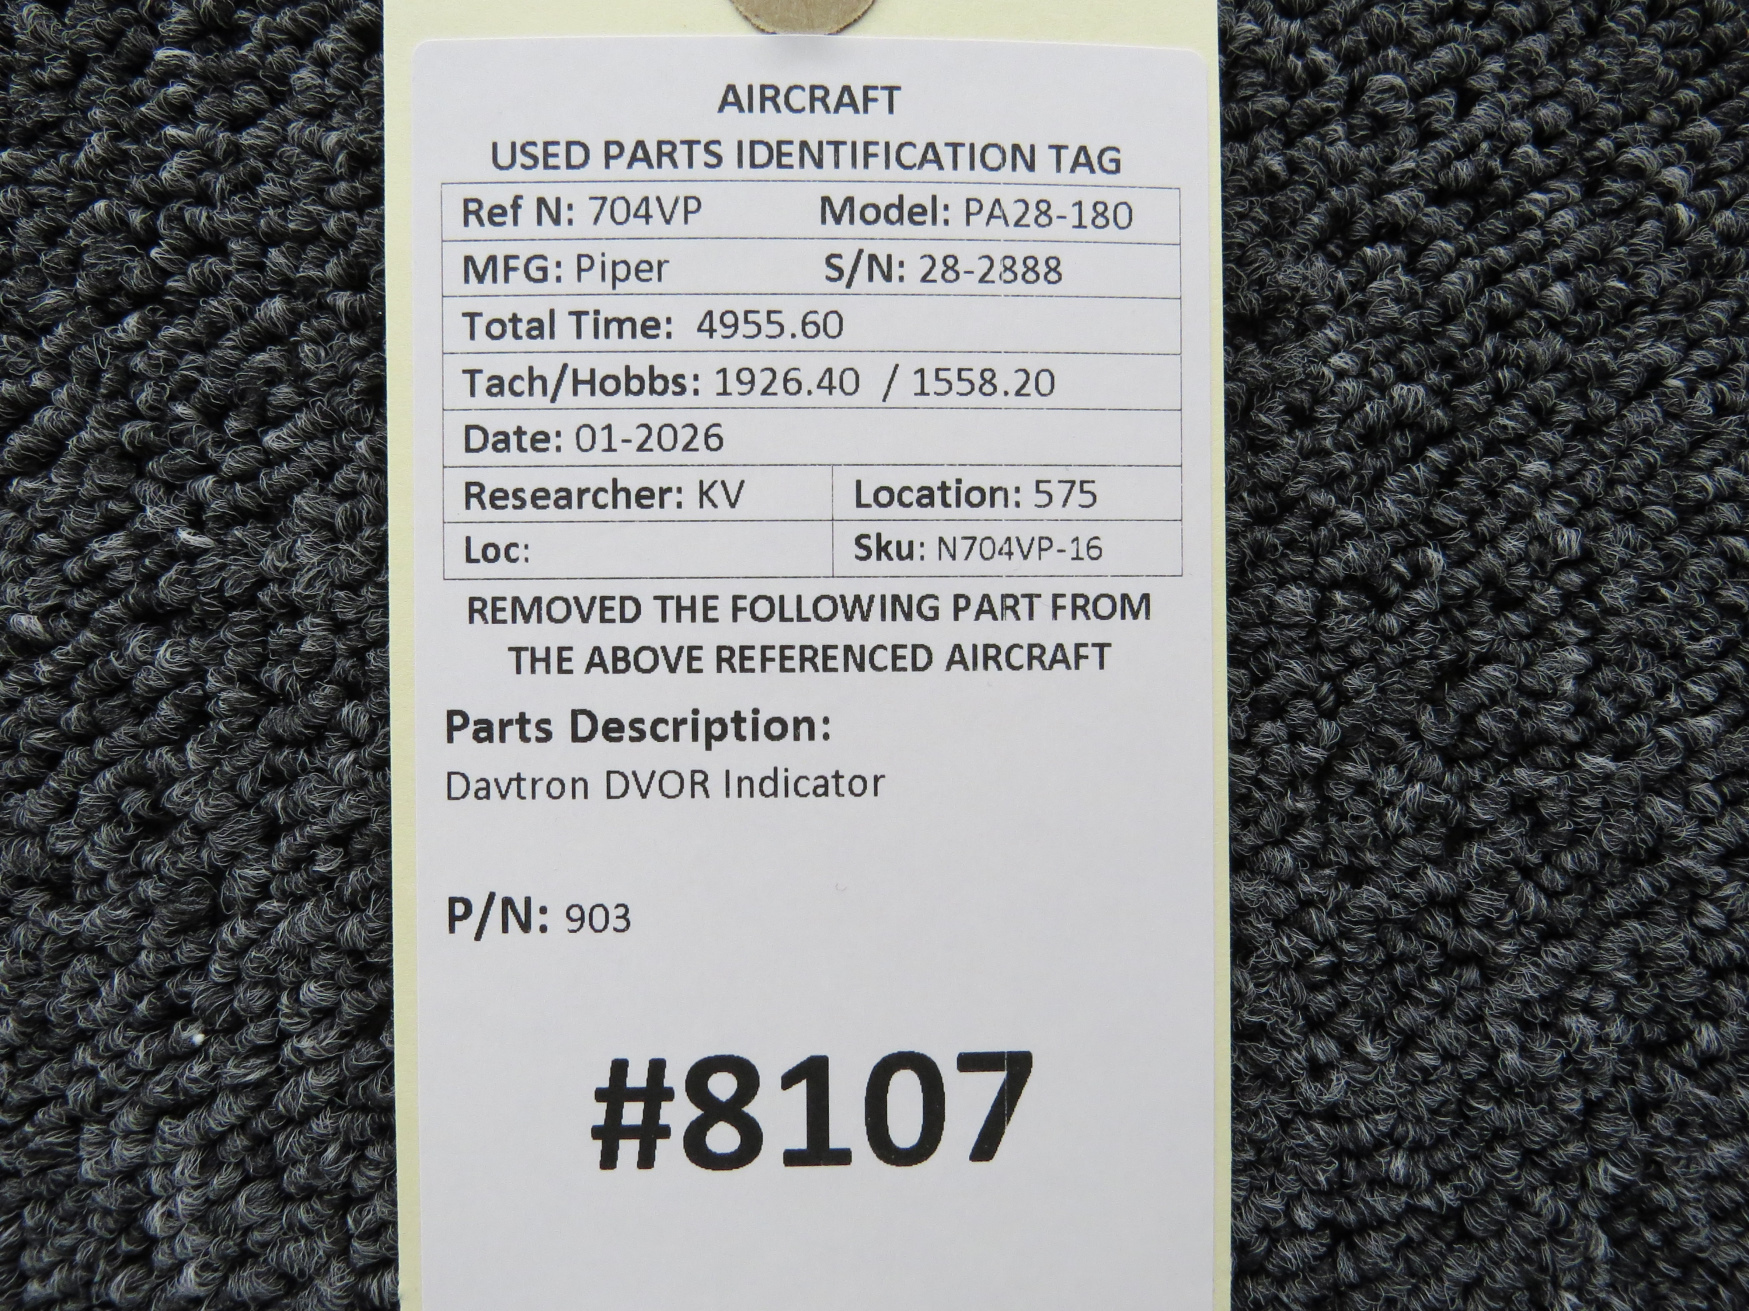 AIRCRAFT
USED PARTS IDENTIFICATION TAG
Ref N: 704VP Model: PA28-180
MFG: Piper S/N: 28-2888
Total Time: 4955.60
Tach/Hobbs: 1926.40 / 1558.20
Date: 01-2026
Researcher: KV Location: 575
Loc: Sku: N704VP-16
REMOVED THE FOLLOWING PART FROM
THE ABOVE REFERENCED AIRCRAFT
Parts Description:
Davtron DVOR Indicator
P/N: 903
#8107